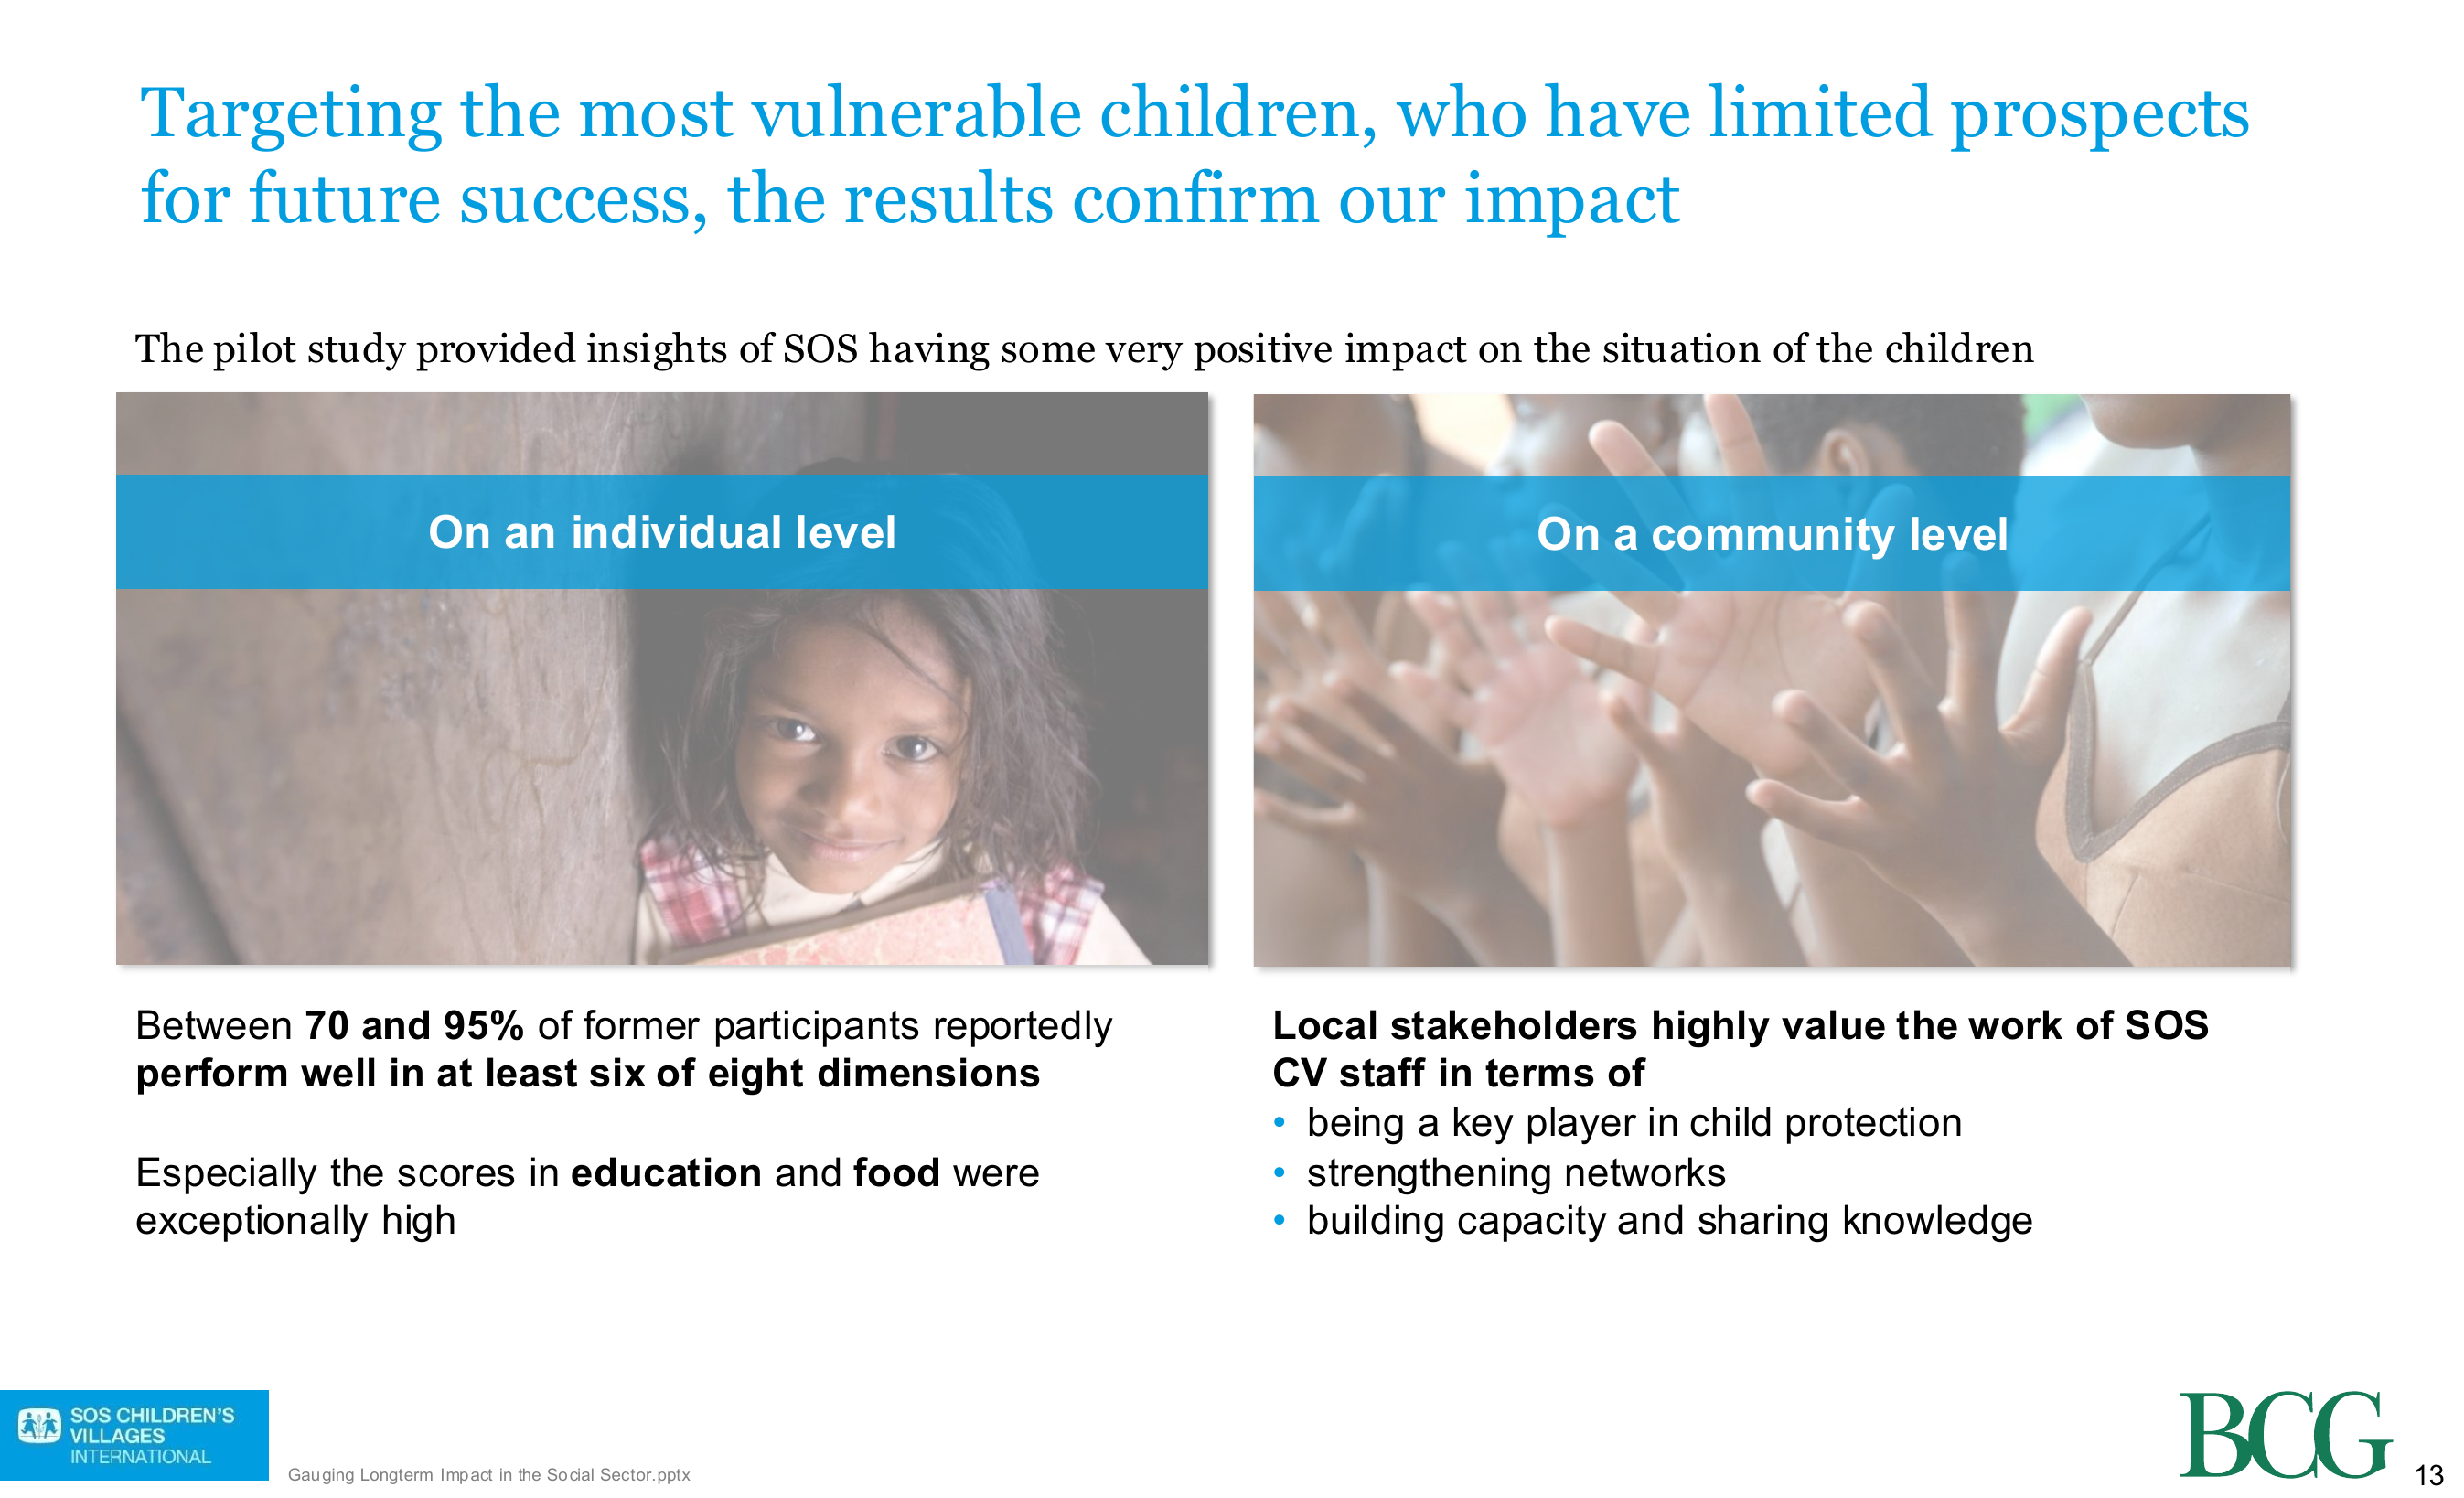 Targeting the most vulnerable children, who have limited prospects
for future success, the results confirm our impact
The pilot study provided insights of SOS having some very positive impact on the situation of the children
On an individual level
Between 70 and 95% of former participants reportedly
perform well in at least six of eight dimensions
Especially the scores in education and food were
exceptionally high
On a community level
Local stakeholders highly value the work of SOS
CV staff in terms of
• being a key player in child protection
• strengthening networks
• building capacity and sharing knowledge
SOS CHILDREN'S
VILLAGES
INTERNATIONAL
Gauging Longterm Impact in the Social Sector.pptx
BCG
13